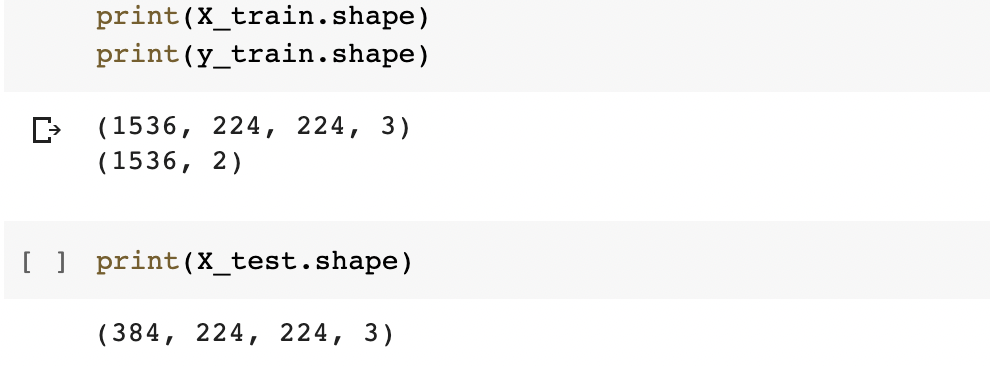 print(X_train.shape)
print(y_train.shape)
(1536, 224, 224, 3)
(1536, 2)
[ ] print(X_test.shape)
(384, 224, 224, 3)